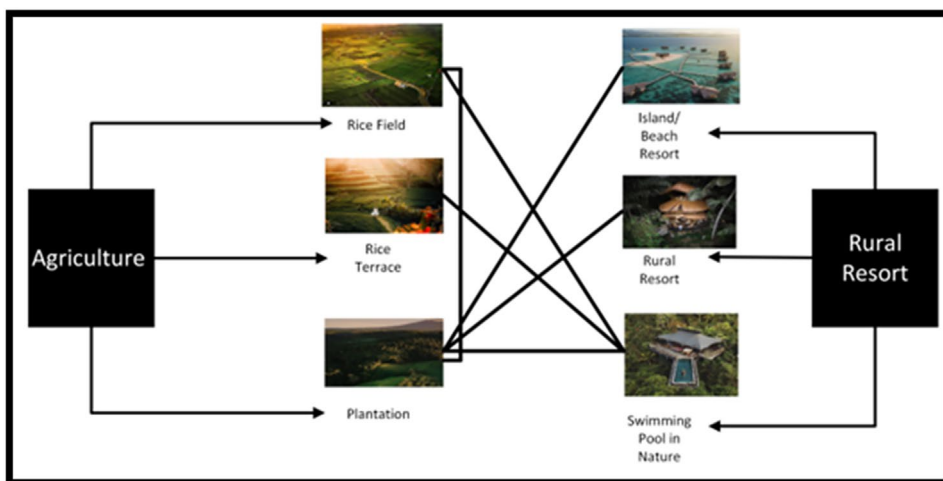 Agriculture
Rice Field
Rice
Terrace
Plantation
Island/
Beach
Resort
Rural
Resort
Swimming
Pool in
Nature
Rural
Resort